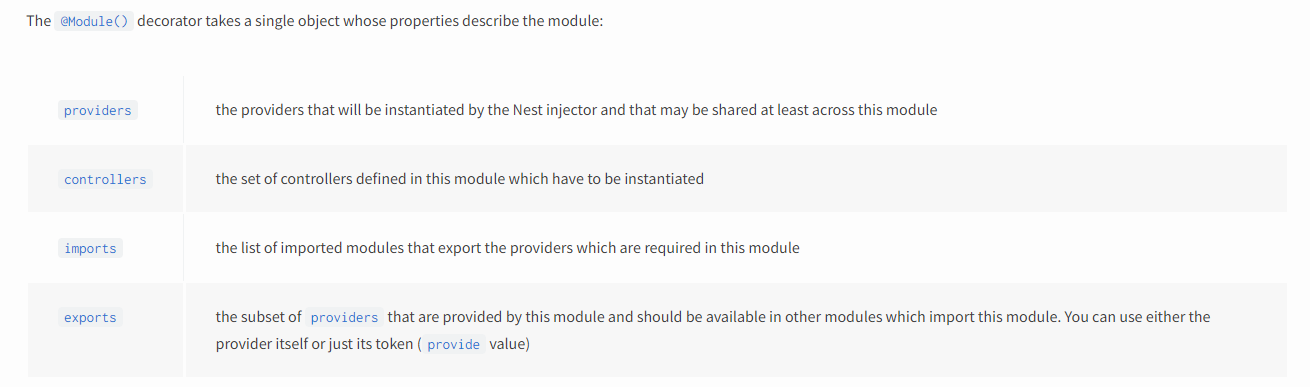 The @Module() decorator takes a single object whose properties describe the module:
providers the providers that will be instantiated by the Nest injector and that may be shared at least across this module
controllers the set of controllers defined in this module which have to be instantiated
imports the list of imported modules that export the providers which are required in this module
exports the subset of providers that are provided by this module and should be available in other modules which import this module. You can use either the
provider itself or just its token ( provide value)